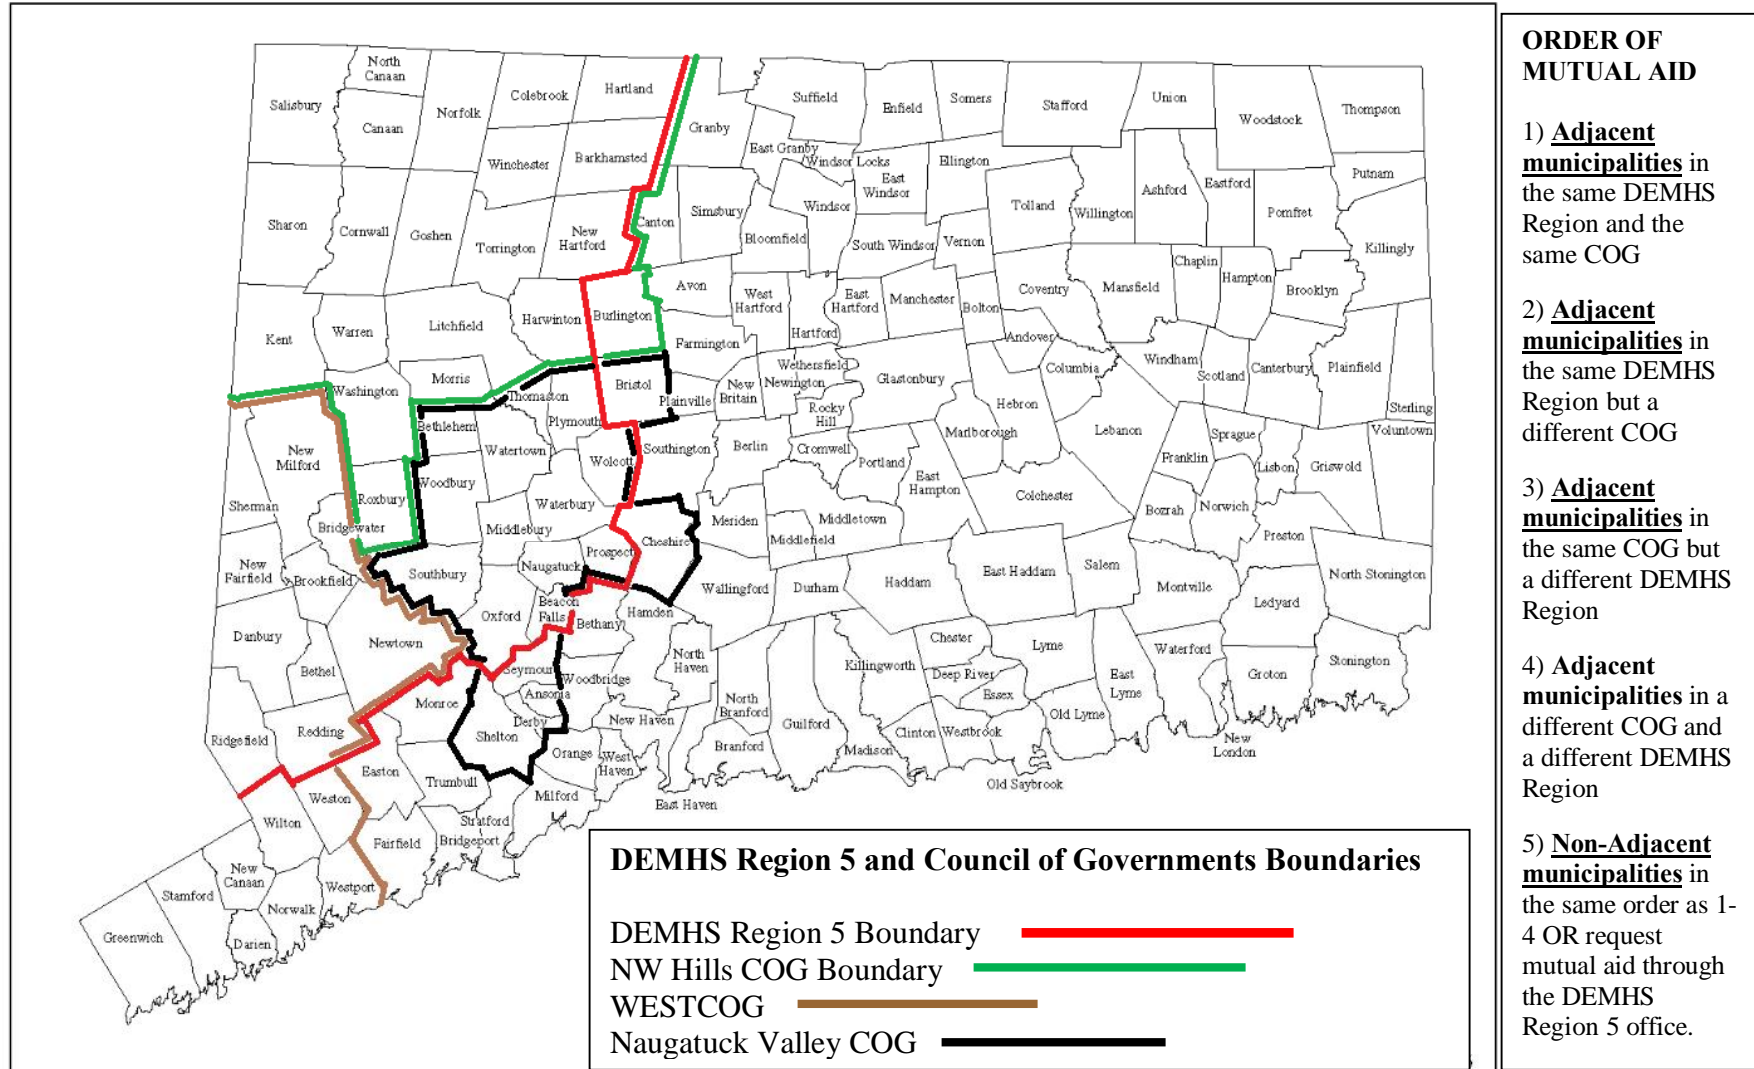 North
Canaan
Salisbury
Canaan
Norfolk
Colebrook
Hartland
Granby
Suffield
Enfield
Somers
Stafford
Union
Woodstock
Thompson
Winchester
Barkhamsted
East Granby
Windsor Locks
East
Windsor
Ellington
Putnam
Sharon
Cornwall
Goshen
Torrington
New
Hartford
Canton
Simsbury
Bloomfield
Windsor
South Windsor
Vernon
Tolland
Willington
Ashford
Eastford
Pomfret
Killingly
Kent
Warren
Litchfield
Harwinton
Burlington
Avon
West
Hartford
Hartford
East
Hartford
Manchester
Bolton
Coventry
Andover
Mansfield
Chaplin
Hampton
Brooklyn
Washington
Morris
Thomaston
Plymouth
Bristol
Farmington
Plainville
New
Britain
Newington
Wethersfield
Rocky
Hill
Glastonbury
Columbia
Hebron
Windham
Scotland
Canterbury
Plainfield
Sterling
New
Milford
Bethlehem
Watertown
Wolcott
Southington
Berlin
Cromwell
Portland
Marlborough
East
Hampton
Lebanon
Franklin
Sprague
Lisbon
Griswold
Voluntown
Sherman
Roxbury
Woodbury
Bridgewater
Waterbury
Middlebury
Cheshire
Meriden
Middletown
Middlefield
Colchester
Bozrah
Norwich
Preston
North Stonington
New
Fairfield
Brookfield
Southbury
Naugatuck
Prospect
Wallingford
Durham
Haddam
East Haddam
Salem
Montville
Ledyard
Danbury
Bethel
Newtown
Oxford
Beacon
Falls
Bethany
Hamden
North
Haven
Killingworth
Chester
Deep River
Essex
Lyme
East
Lyme
Waterford
Groton
Stonington
Ridgefield
Redding
Monroe
Seymour
Ansonia
Derby
Woodbridge
New Haven
North
Branford
Guilford
Madison
Clinton
Westbrook
Old Lyme
New
London
Old Saybrook
Easton
Trumbull
Shelton
Orange
West
Haven
Milford
East Haven
Branford
Weston
Wilton
Fairfield
Stratford
Bridgeport
Westport
New
Canaan
Norwalk
Darien
Stamford
Greenwich
DEMHS Region 5 and Council of Governments Boundaries
DEMHS Region 5 Boundary
NW Hills COG Boundary
WESTCOG
Naugatuck Valley COG
ORDER OF
MUTUAL AID
1) Adjacent
municipalities in
the same DEMHS
Region and the
same COG
2) Adjacent
municipalities in
the same DEMHS
Region but a
different COG
3) Adjacent
municipalities in
the same COG but
a different DEMHS
Region
4) Adjacent
municipalities in a
different COG and
a different DEMHS
Region
5) Non-Adjacent
municipalities in
the same order as 1-
4 OR request
mutual aid through
the DEMHS
Region 5 office.